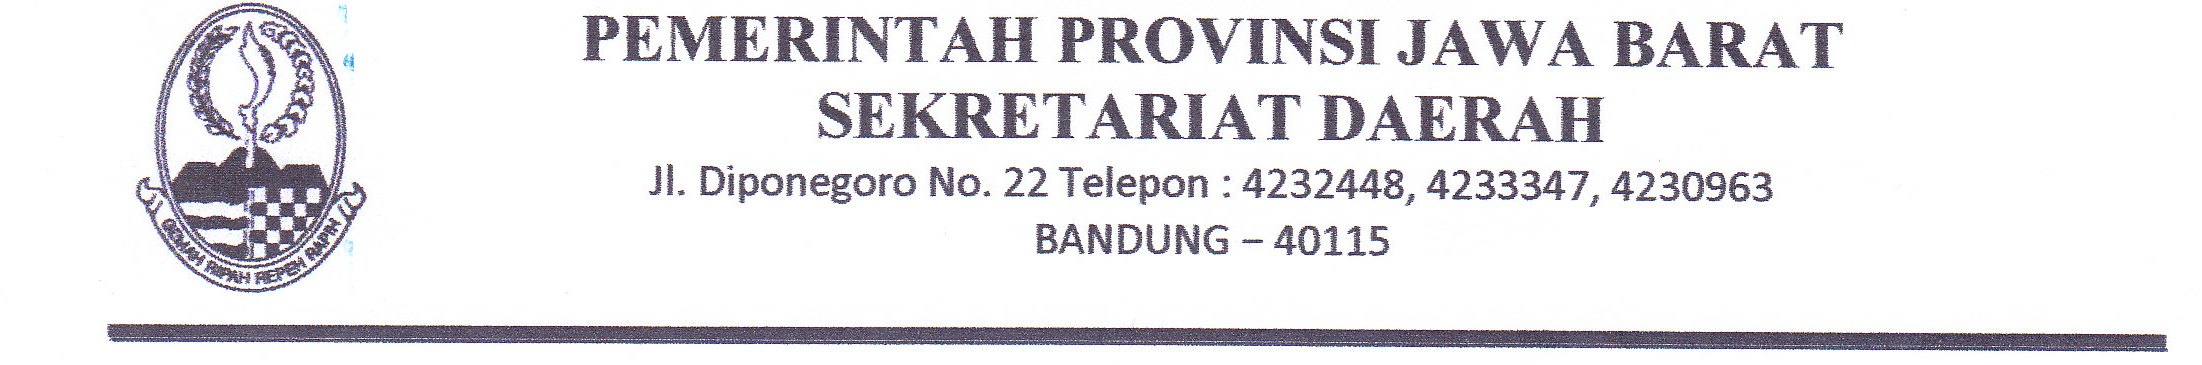 PEMERINTAH PROVINSI JAWA BARAT
SEKRETARIAT DAERAH
Jl. Diponegoro No. 22 Telepon : 4232448, 4233347, 4230963
BANDUNG – 40115
GEMAH RIPAH REPEH RAPIH